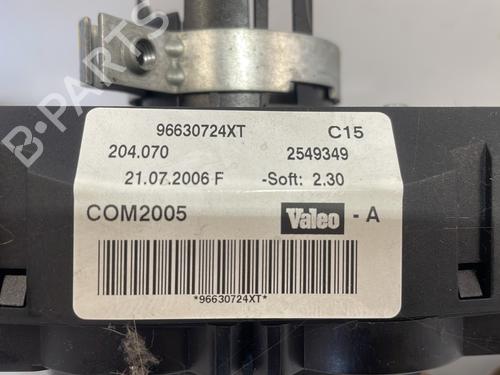 B-PARTS
96630724XT C15
204.070 2549349
21.07.2006 F -Soft: 2.30
COM2005 Valeo - A
*96630724XT*